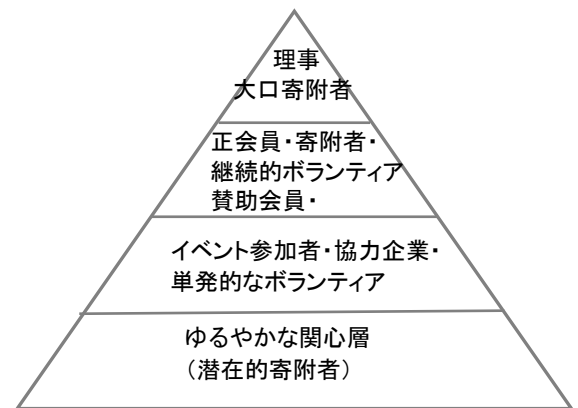 理事
大口寄附者
正会員・寄附者・
継続的ボランティア
賛助会員・
イベント参加者・協力企業・
単発的なボランティア
ゆるやかな関心層
（潜在的寄附者）